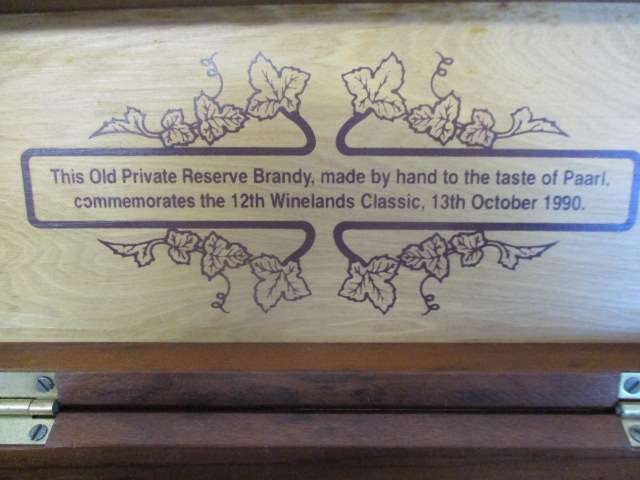 This Old Private Reserve Brandy, made by hand to the taste of Paarl,
commemorates the 12th Winelands Classic, 13th October 1990.